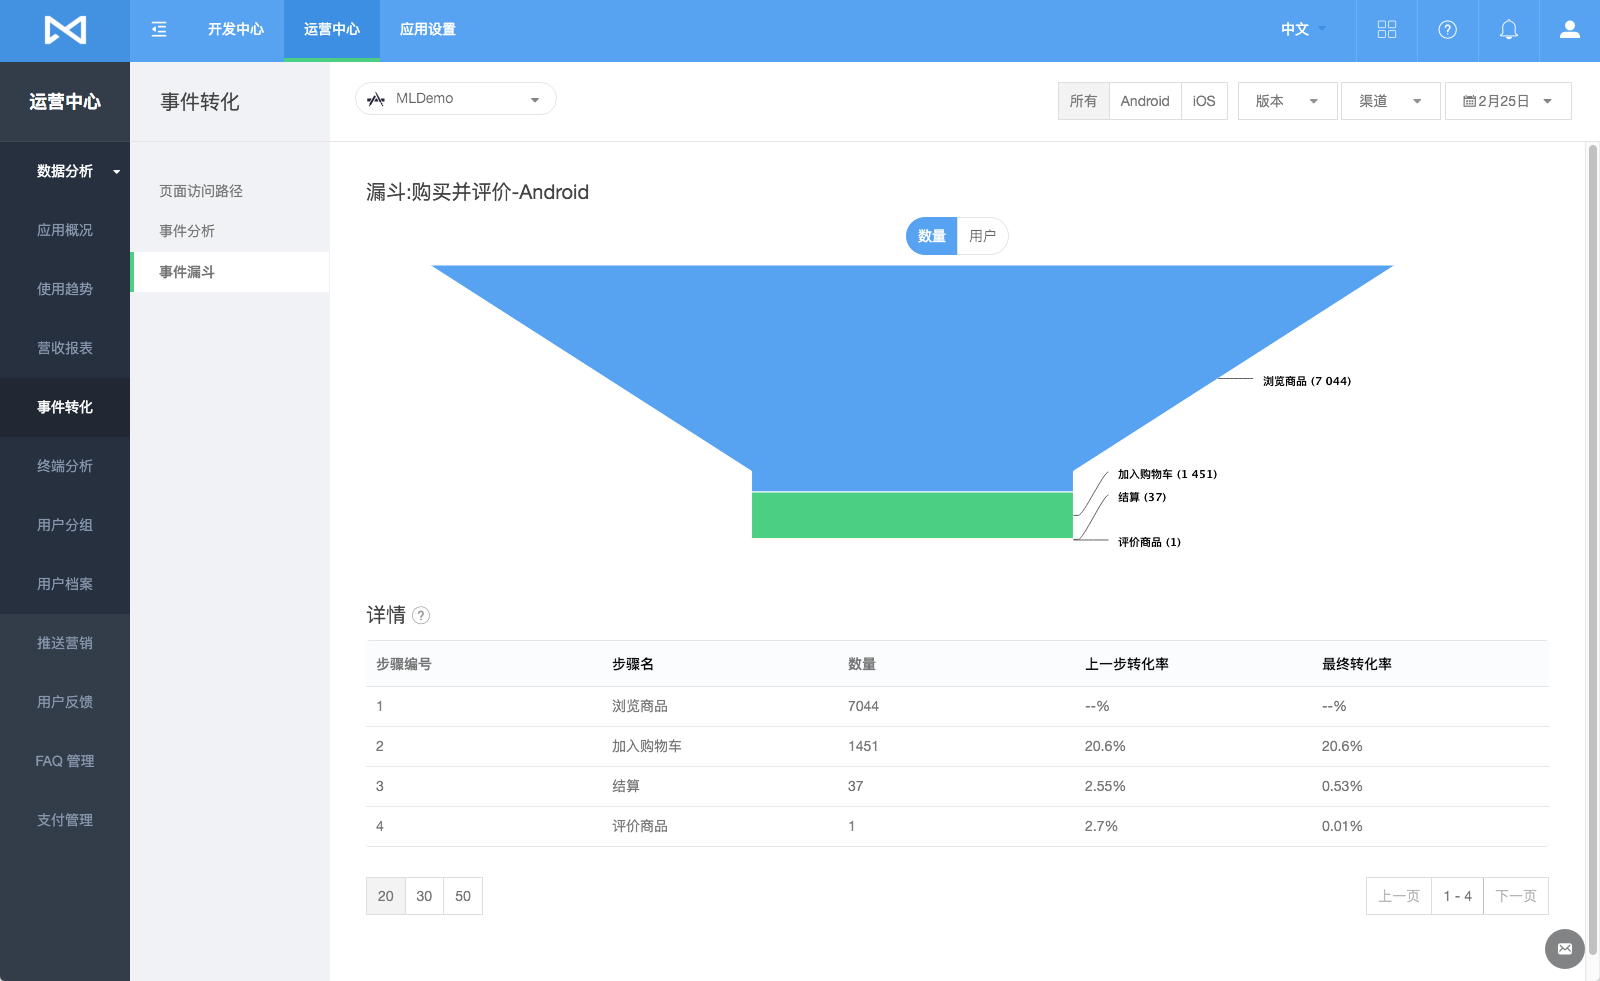 开发中心 运营中心 应用设置 中文
运营中心
事件转化
MLDemo
所有 Android iOS 版本 渠道 2月25日
数据分析
应用概况
使用趋势
营收报表
事件转化
终端分析
用户分组
用户档案
推送营销
用户反馈
FAQ 管理
支付管理
页面访问路径
事件分析
事件漏斗
漏斗:购买并评价-Android
数量 用户
浏览商品 (7 044)
加入购物车 (1 451)
结算 (37)
评价商品 (1)
详情 ?
步骤编号 步骤名 数量 上一步转化率 最终转化率
1 浏览商品 7044 --% --%
2 加入购物车 1451 20.6% 20.6%
3 结算 37 2.55% 0.53%
4 评价商品 1 2.7% 0.01%
20 30 50
上一页 1 - 4 下一页